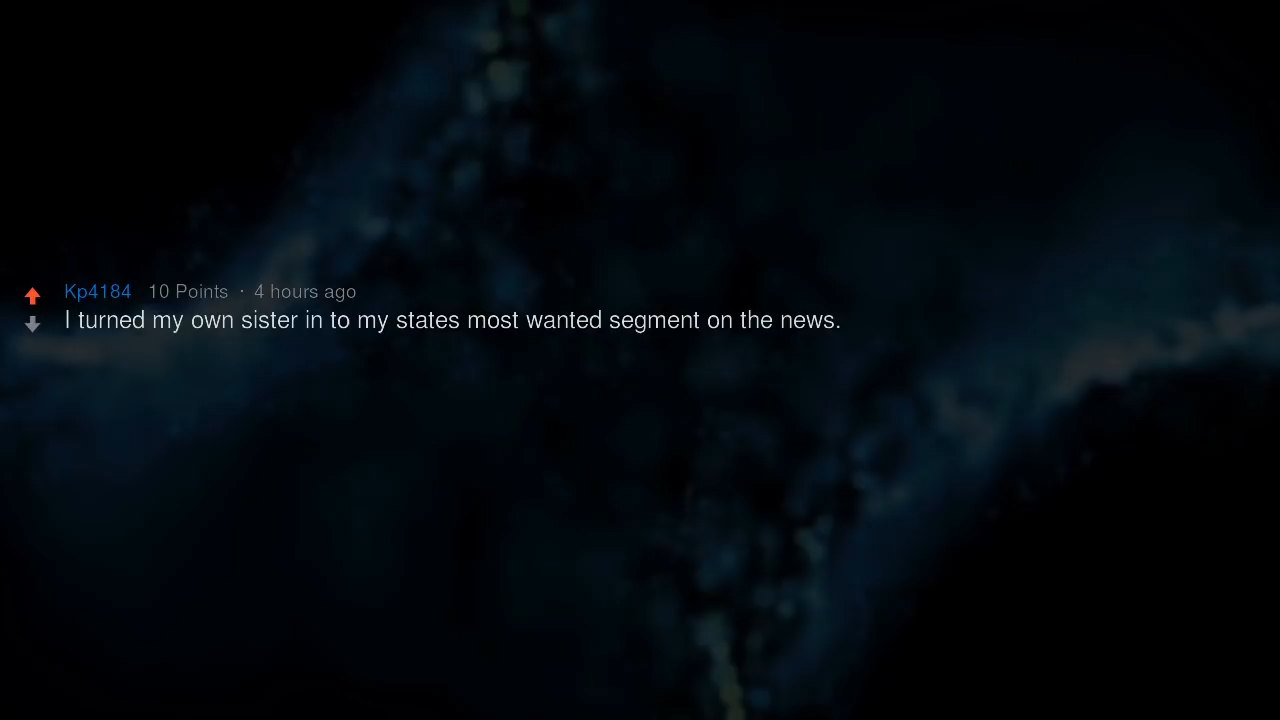 Kp4184 10 Points · 4 hours ago
I turned my own sister in to my states most wanted segment on the news.